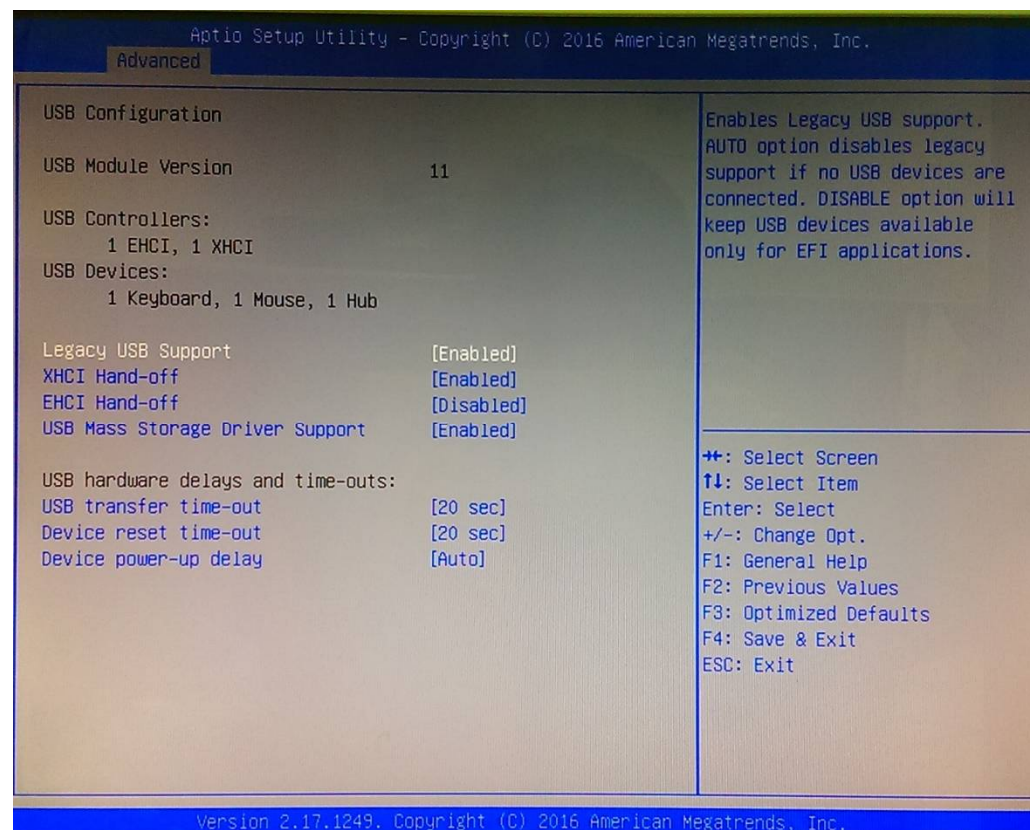 Aptio Setup Utility – Copyright (C) 2016 American Megatrends, Inc.
Advanced
USB Configuration
USB Module Version 11
USB Controllers:
1 EHCI, 1 XHCI
USB Devices:
1 Keyboard, 1 Mouse, 1 Hub
Legacy USB Support [Enabled]
XHCI Hand-off [Enabled]
EHCI Hand-off [Disabled]
USB Mass Storage Driver Support [Enabled]
USB hardware delays and time-outs:
USB transfer time-out [20 sec]
Device reset time-out [20 sec]
Device power-up delay [Auto]
Enables Legacy USB support.
AUTO option disables legacy
support if no USB devices are
connected. DISABLE option will
keep USB devices available
only for EFI applications.
→←: Select Screen
↑↓: Select Item
Enter: Select
+/-: Change Opt.
F1: General Help
F2: Previous Values
F3: Optimized Defaults
F4: Save & Exit
ESC: Exit
Version 2.17.1249. Copyright (C) 2016 American Megatrends, Inc.